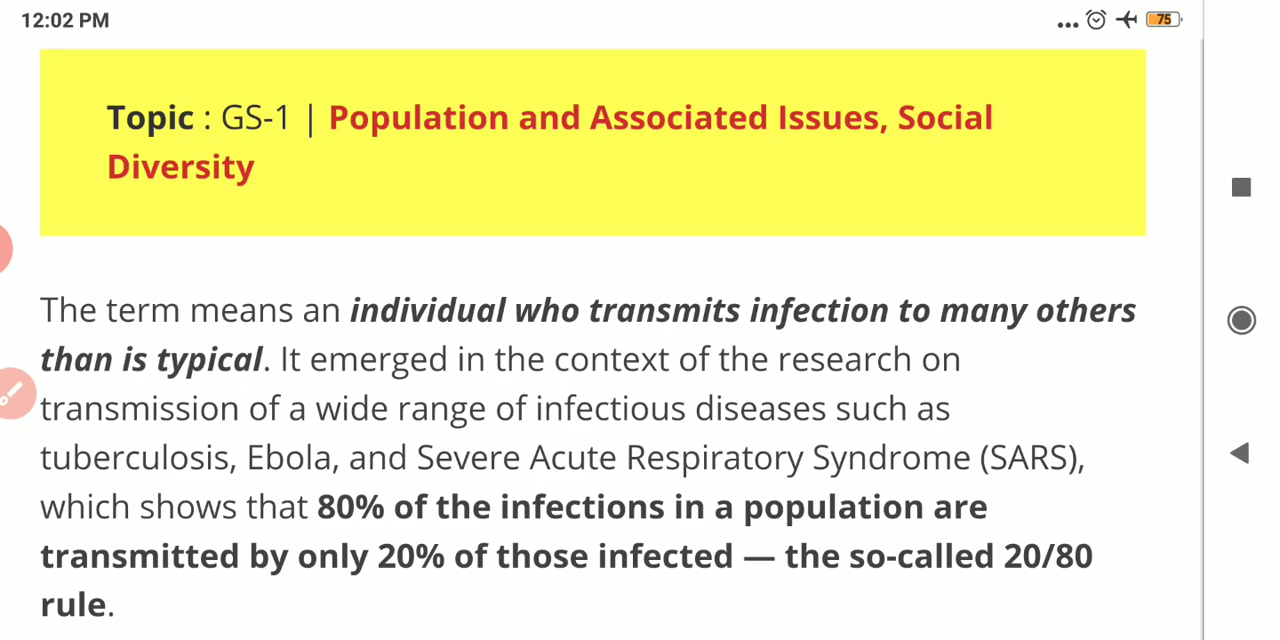 12:02 PM
75
Topic : GS-1 | Population and Associated Issues, Social
Diversity
The term means an individual who transmits infection to many others
than is typical. It emerged in the context of the research on
transmission of a wide range of infectious diseases such as
tuberculosis, Ebola, and Severe Acute Respiratory Syndrome (SARS),
which shows that 80% of the infections in a population are
transmitted by only 20% of those infected — the so-called 20/80
rule.